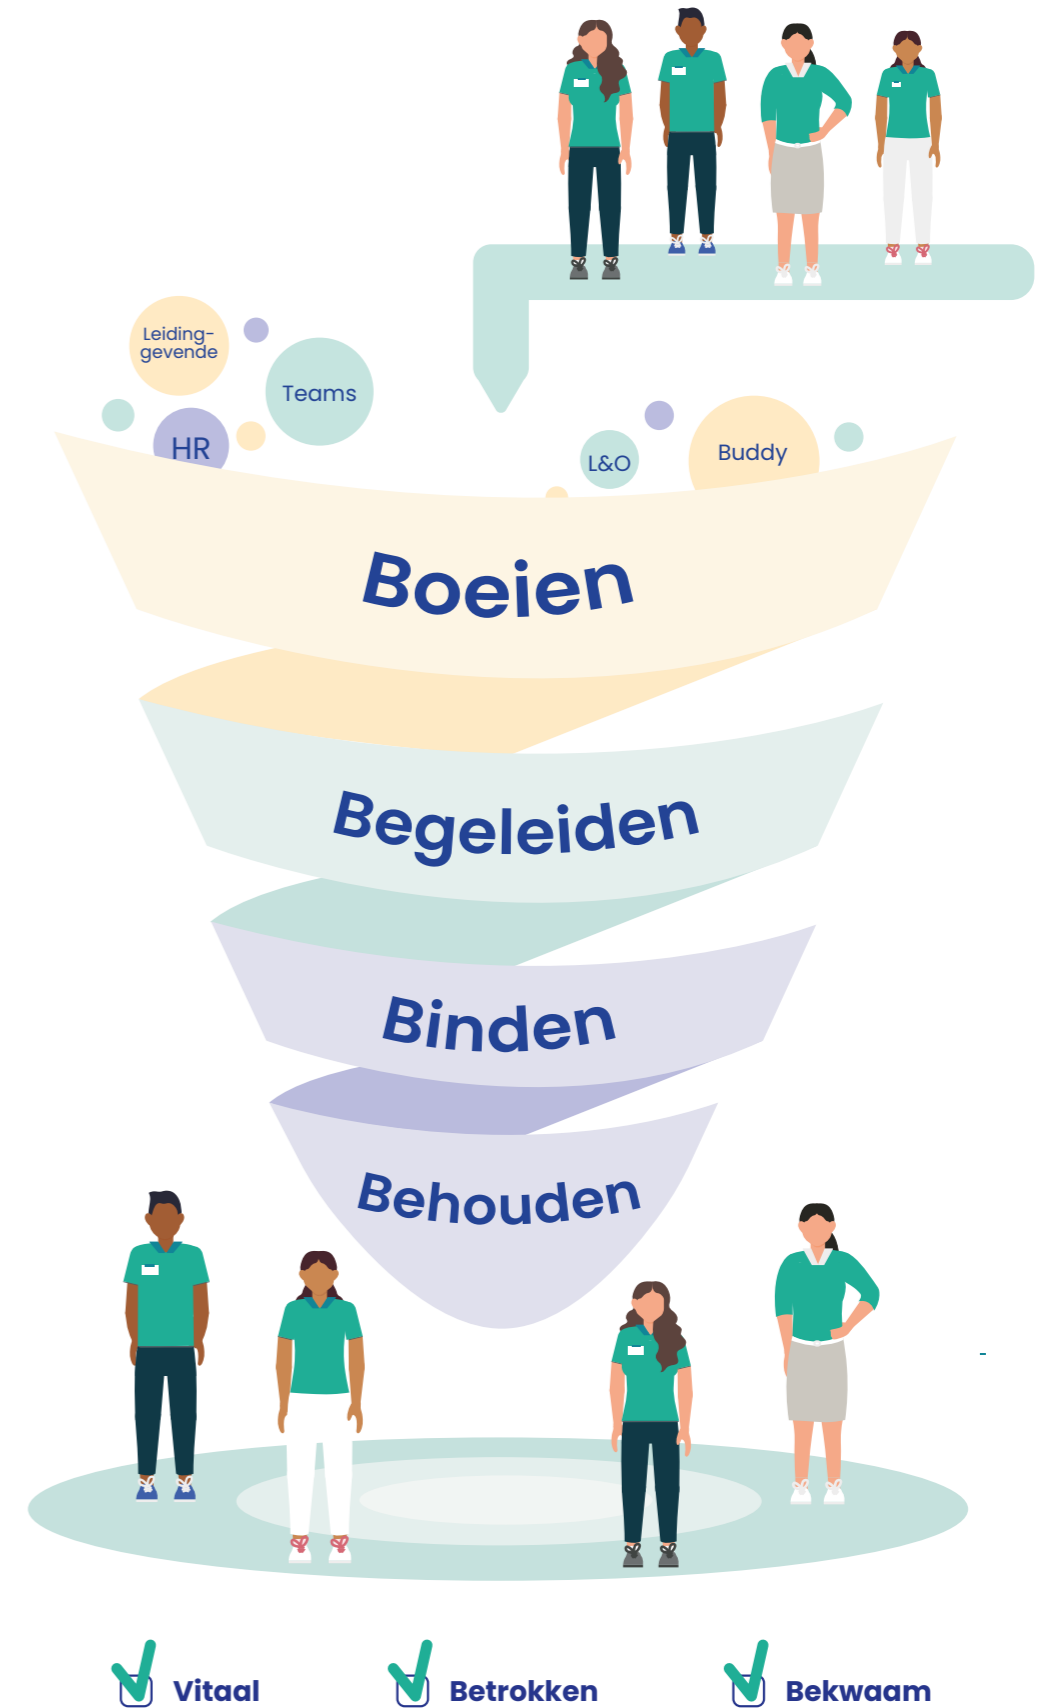 Leiding-
gevende
Teams
HR
L&O
Buddy
Boeien
Begeleiden
Binden
Behouden
Vitaal
Betrokken
Bekwaam